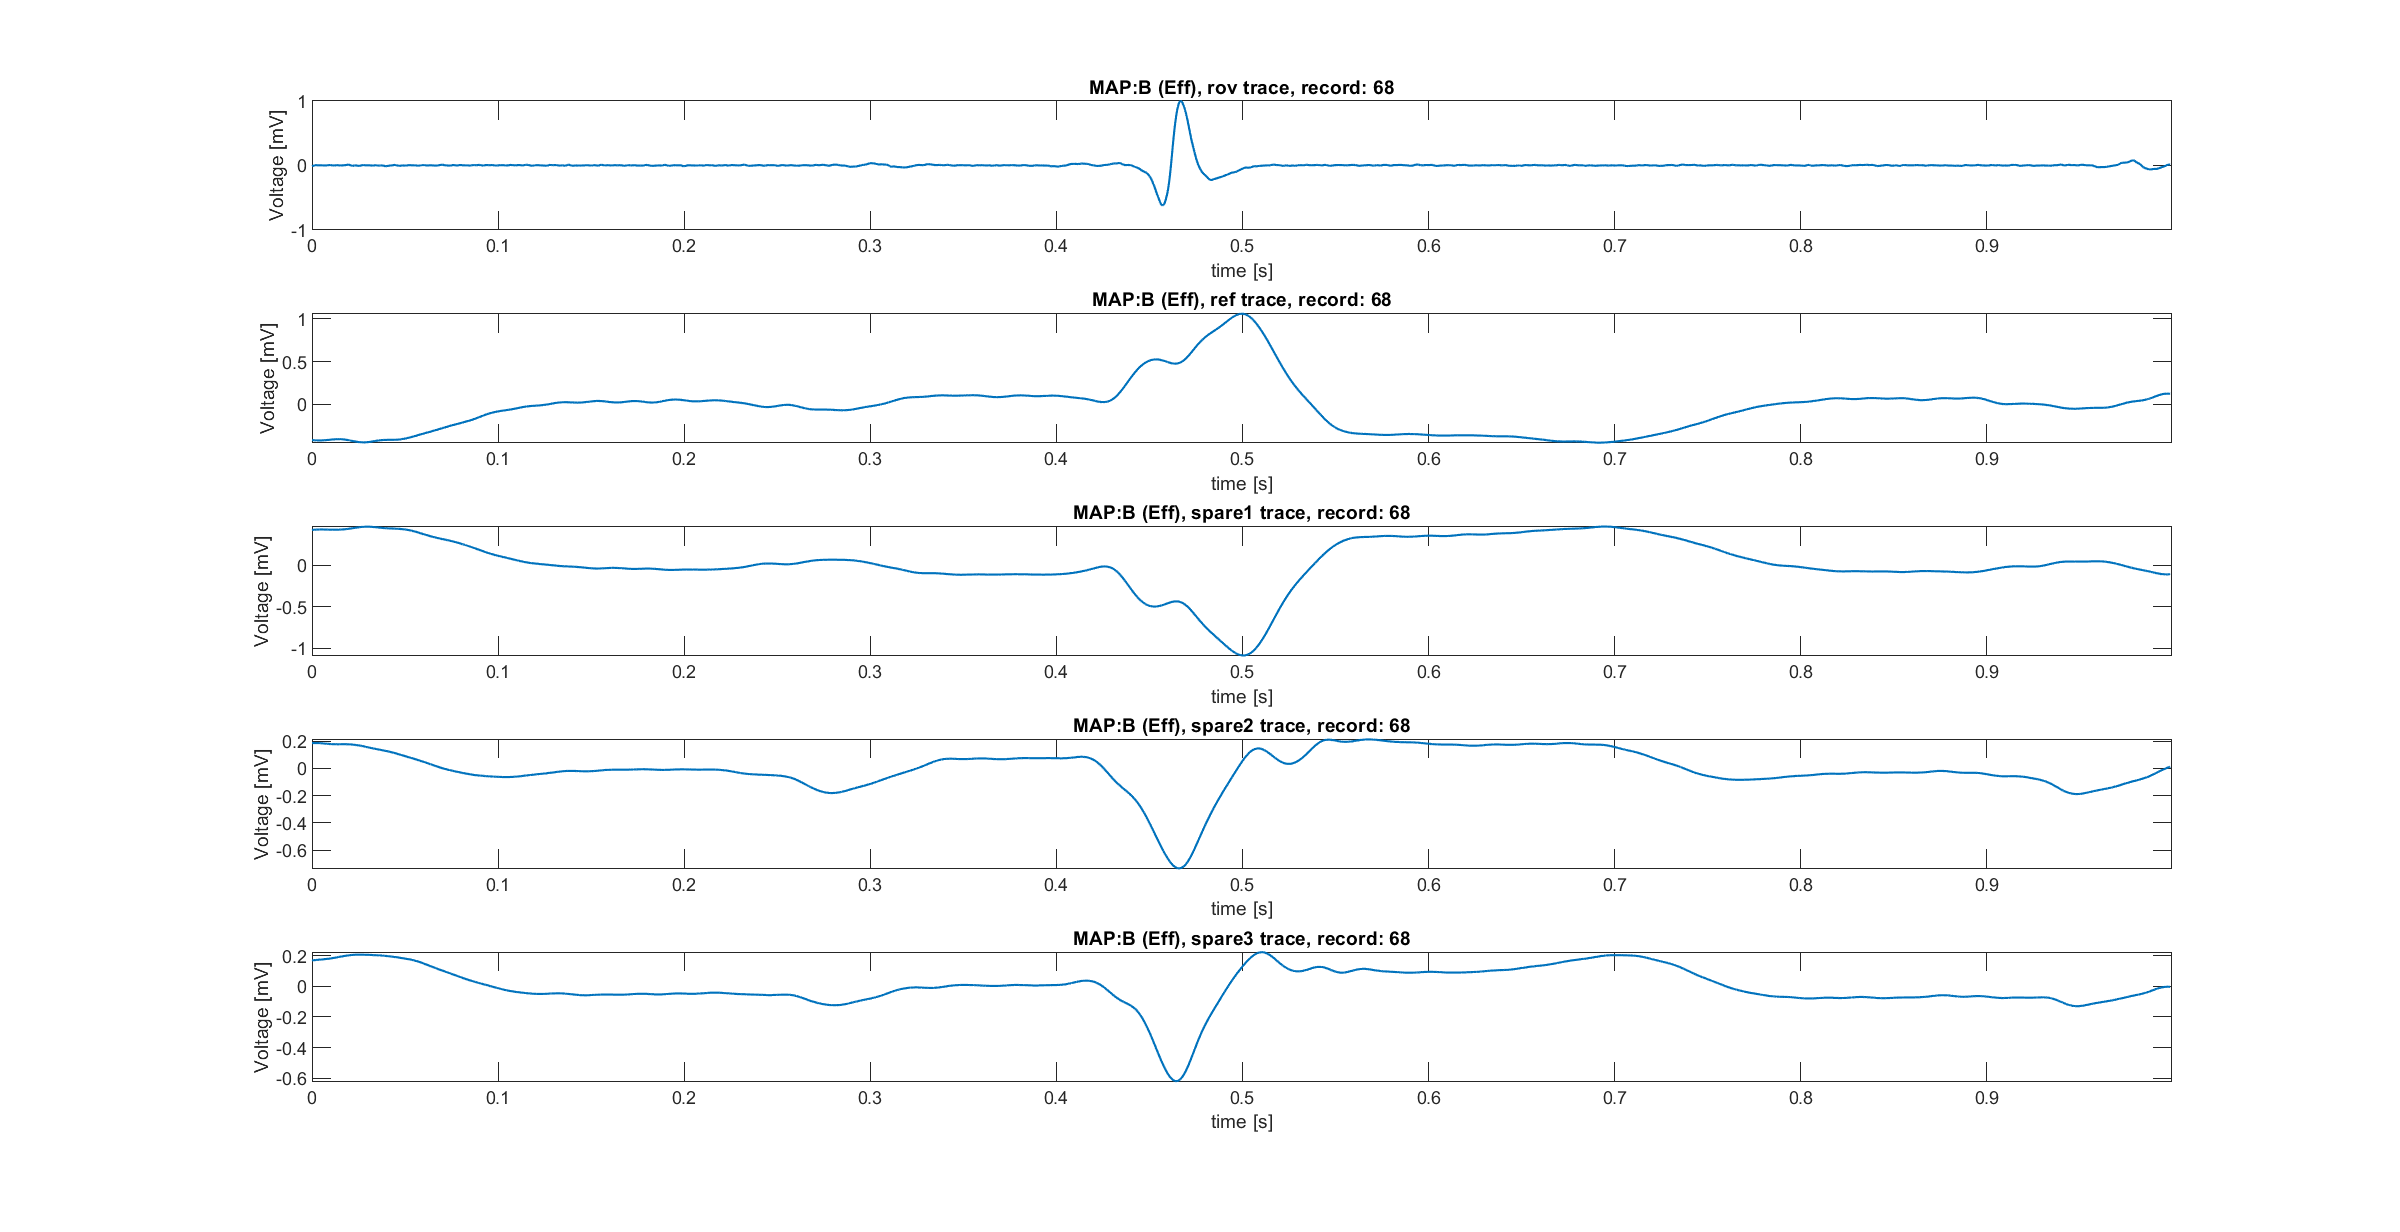 MAP:B (Eff), rov trace, record: 68
Voltage [mV]
1
0
-1
0 0.1 0.2 0.3 0.4 0.5 0.6 0.7 0.8 0.9
time [s]
MAP:B (Eff), ref trace, record: 68
Voltage [mV]
1
0.5
0
0 0.1 0.2 0.3 0.4 0.5 0.6 0.7 0.8 0.9
time [s]
MAP:B (Eff), spare1 trace, record: 68
Voltage [mV]
0
-0.5
-1
0 0.1 0.2 0.3 0.4 0.5 0.6 0.7 0.8 0.9
time [s]
MAP:B (Eff), spare2 trace, record: 68
Voltage [mV]
0.2
0
-0.2
-0.4
-0.6
0 0.1 0.2 0.3 0.4 0.5 0.6 0.7 0.8 0.9
time [s]
MAP:B (Eff), spare3 trace, record: 68
Voltage [mV]
0.2
0
-0.2
-0.4
-0.6
0 0.1 0.2 0.3 0.4 0.5 0.6 0.7 0.8 0.9
time [s]